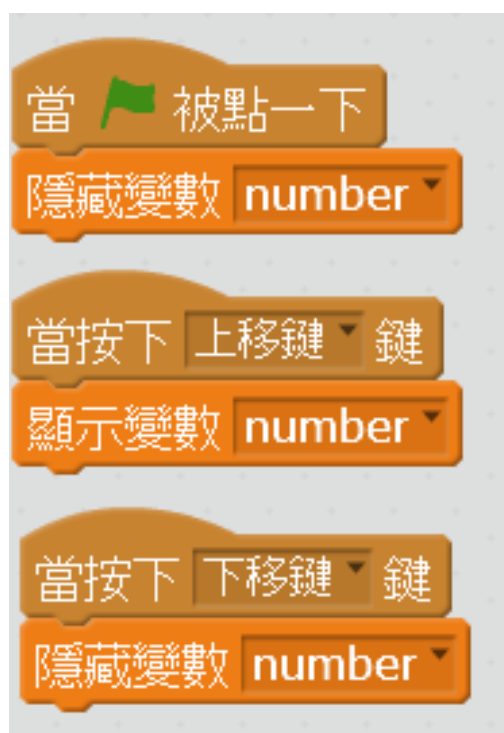 當 被點一下
隱藏變數 number
當按下 上移鍵 鍵
顯示變數 number
當按下 下移鍵 鍵
隱藏變數 number